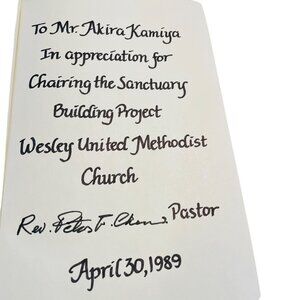 To Mr. Akira Kamiya
In appreciation for
Chairing the Sanctuary
Building Project
Wesley United Methodist
Church
Rev. Peter F. Pastor
April 30, 1989